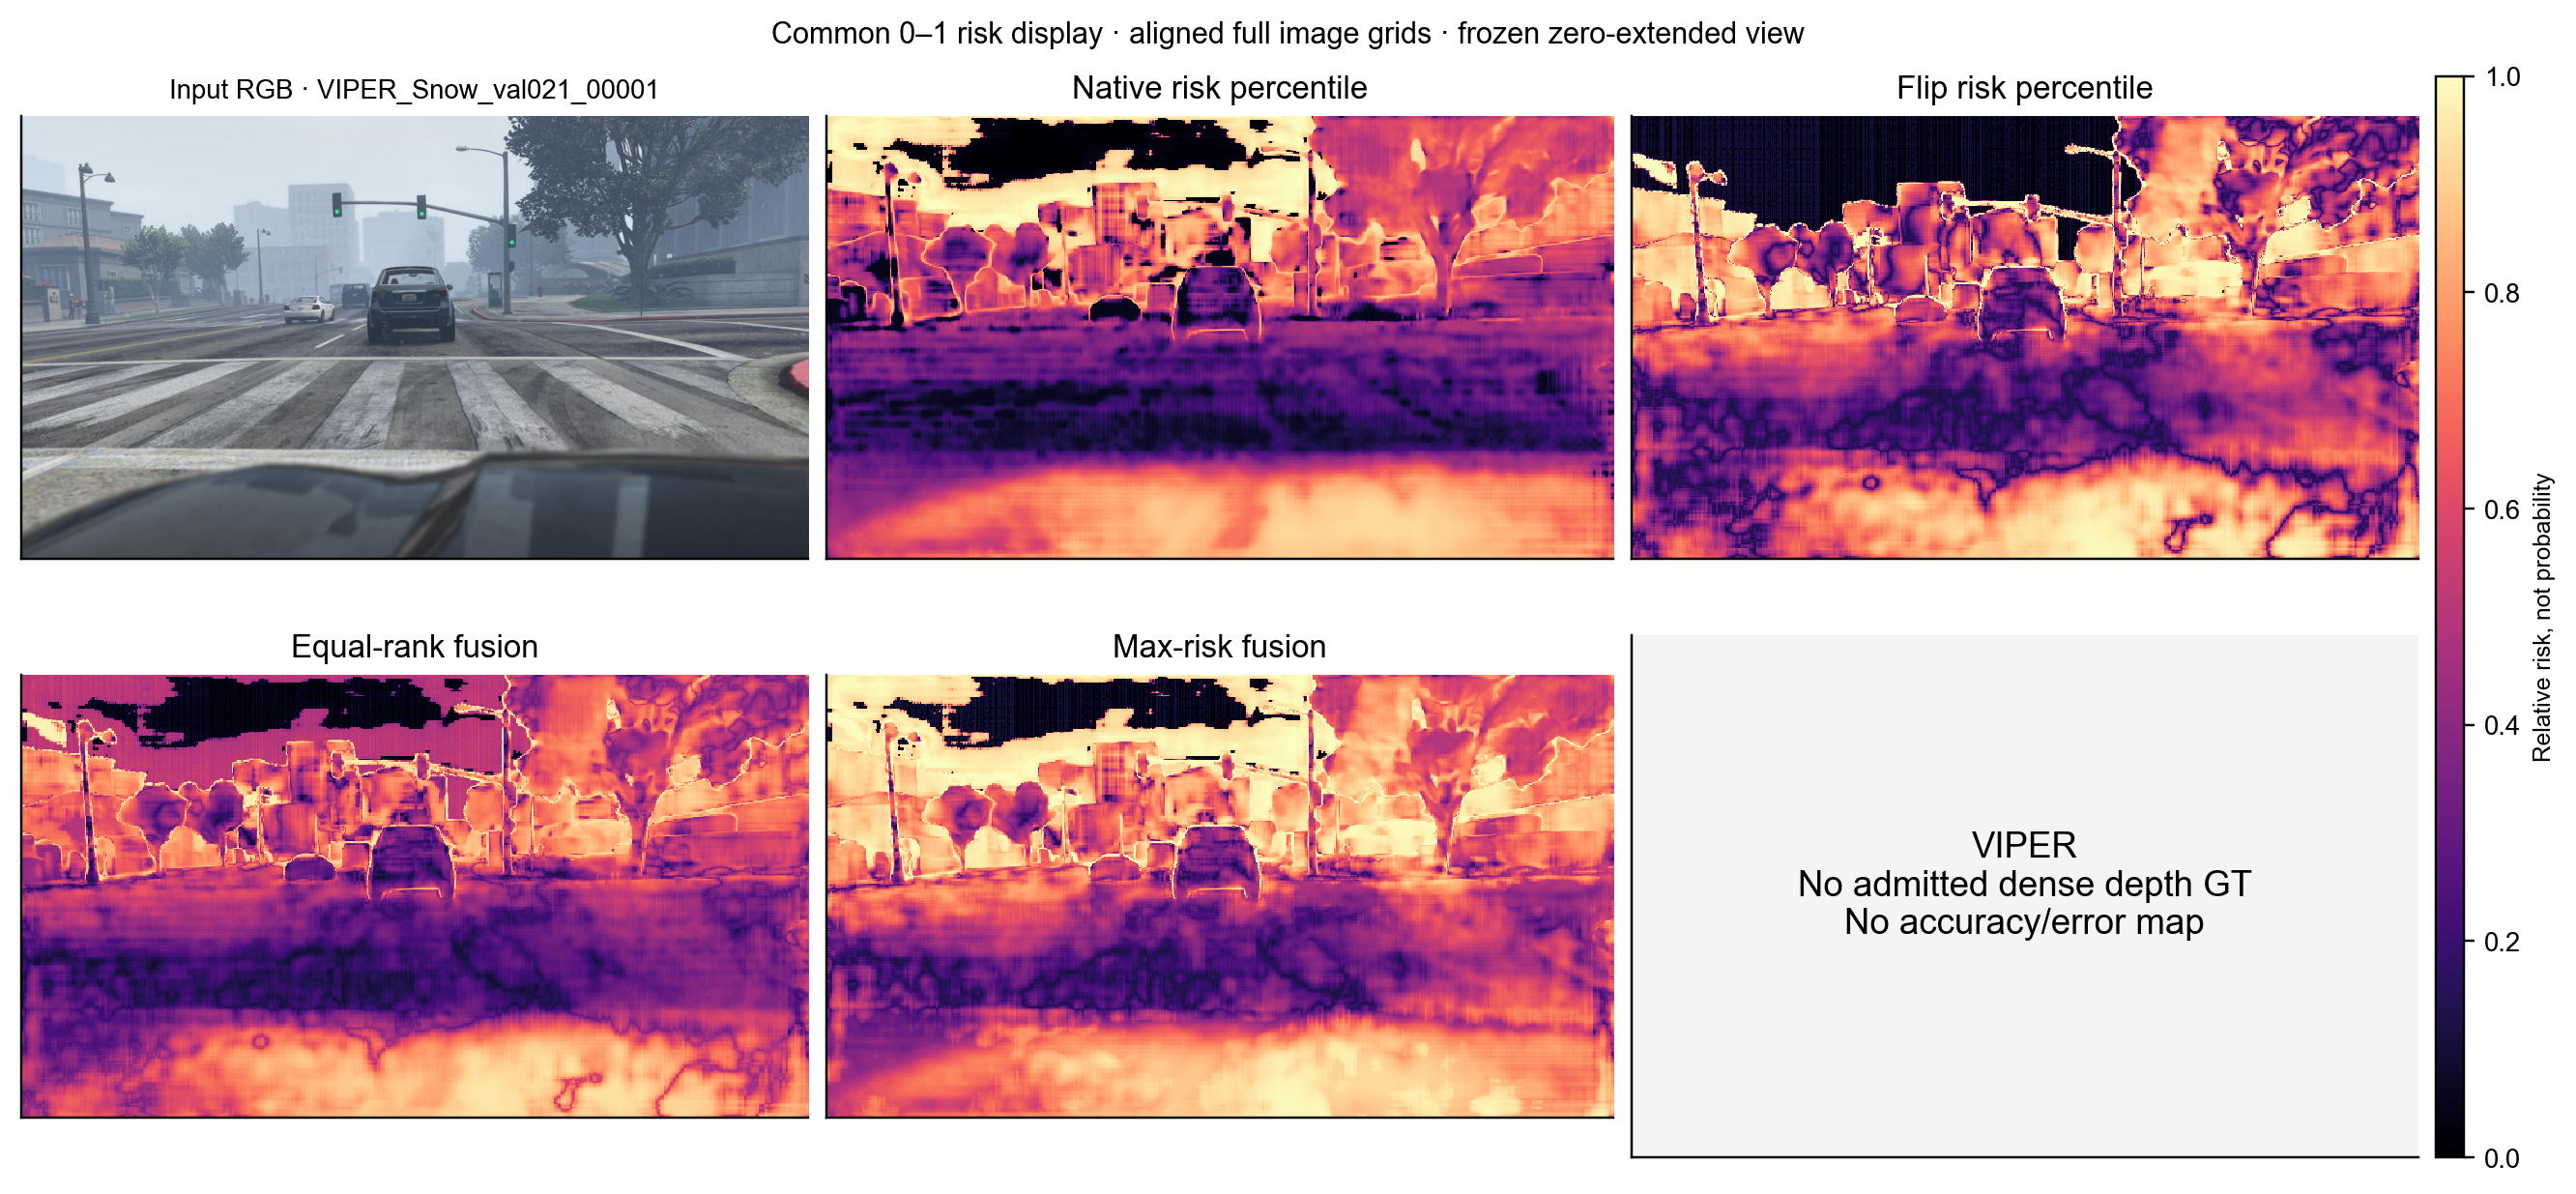 Common 0–1 risk display · aligned full image grids · frozen zero-extended view
Input RGB · VIPER_Snow_val021_00001
Native risk percentile
Flip risk percentile
Equal-rank fusion
Max-risk fusion
VIPER
No admitted dense depth GT
No accuracy/error map
1.0
0.8
0.6
0.4
0.2
0.0
Relative risk, not probability